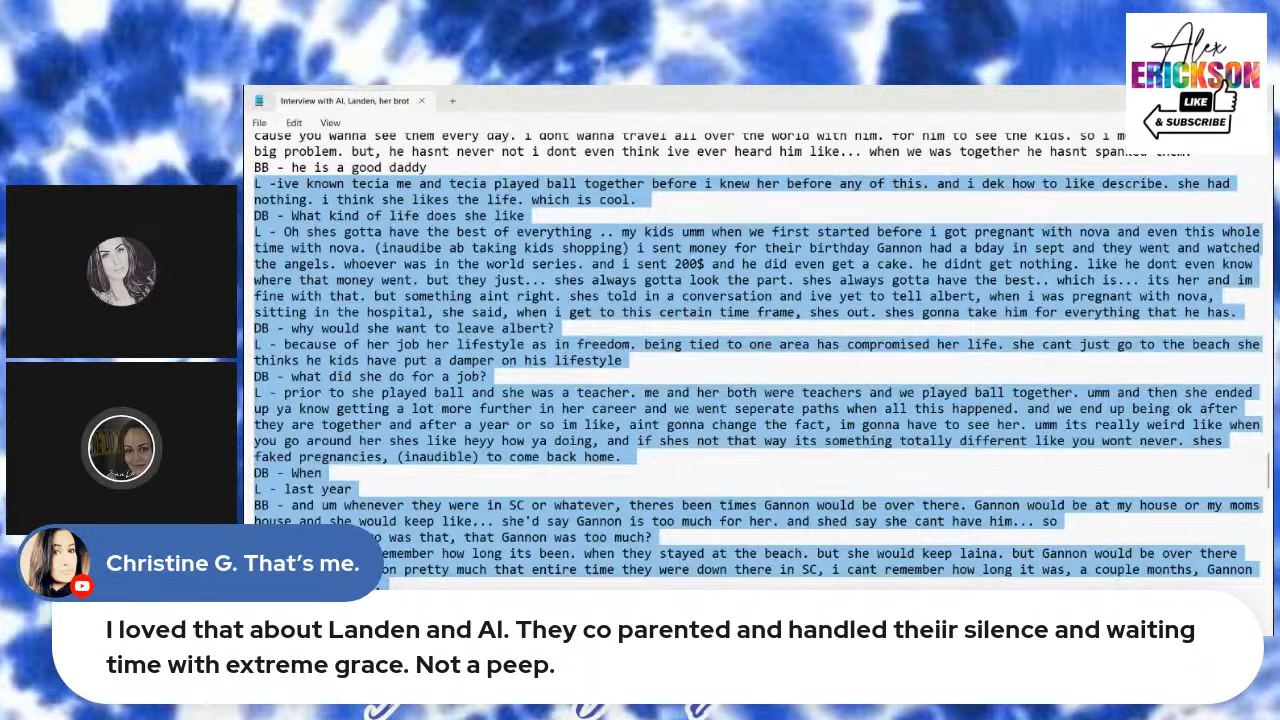 Alex
ERICKSON
LIKE
& SUBSCRIBE
Interview with Al, Landen, her brot
File Edit View
cause you wanna see them every day. i dont wanna travel all over the world with him. for him to see the kids. so i m
big problem. but, he hasnt never not i dont even think ive ever heard him like... when we was together he hasnt spanked them.
BB - he is a good daddy
L -ive known tecia me and tecia played ball together before i knew her before any of this. and i dek how to like describe. she had
nothing. i think she likes the life. which is cool.
DB - What kind of life does she like
L - Oh shes gotta have the best of everything .. my kids umm when we first started before i got pregnant with nova and even this whole
time with nova. (inaudibe ab taking kids shopping) i sent money for their birthday Gannon had a bday in sept and they went and watched
the angels. whoever was in the world series. and i sent 200$ and he did even get a cake. he didnt get nothing. like he dont even know
where that money went. but they just... shes always gotta look the part. shes always gotta have the best.. which is... its her and im
fine with that. but something aint right. shes told in a conversation and ive yet to tell albert, when i was pregnant with nova,
sitting in the hospital, she said, when i get to this certain time frame, shes out. shes gonna take him for everything that he has.
DB - why would she want to leave albert?
L - because of her job her lifestyle as in freedom. being tied to one area has compromised her life. she cant just go to the beach she
thinks he kids have put a damper on his lifestyle
DB - what did she do for a job?
L - prior to she played ball and she was a teacher. me and her both were teachers and we played ball together. umm and then she ended
up ya know getting a lot more further in her career and we went seperate paths when all this happened. and we end up being ok after
they are together and after a year or so im like, aint gonna change the fact, im gonna have to see her. umm its really weird like when
you go around her shes like heyy how ya doing, and if shes not that way its something totally different like you wont never. shes
faked pregnancies, (inaudible) to come back home.
DB - When
L - last year
BB - and um whenever they were in SC or whatever, theres been times Gannon would be over there. Gannon would be at my house or my moms
house and she would keep like... she'd say Gannon is too much for her. and shed say she cant have him... so
o was that, that Gannon was too much?
emember how long its been. when they stayed at the beach. but she would keep laina. but Gannon would be over there
on pretty much that entire time they were down there in SC, i cant remember how long it was, a couple months, Gannon
Christine G. That’s me.
I loved that about Landen and Al. They co parented and handled theiir silence and waiting
time with extreme grace. Not a peep.